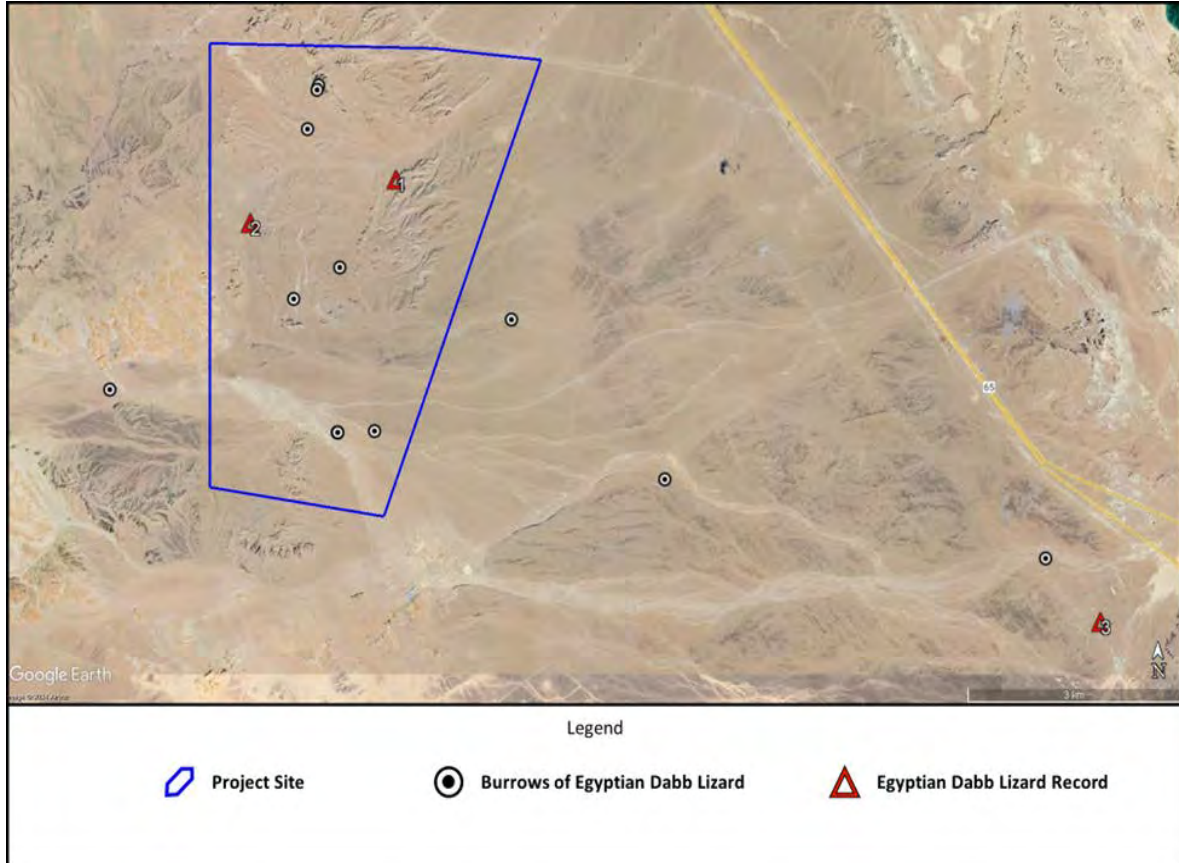 1
2
65
3
Google Earth
N
3 km
Legend
Project Site
Burrows of Egyptian Dabb Lizard
Egyptian Dabb Lizard Record